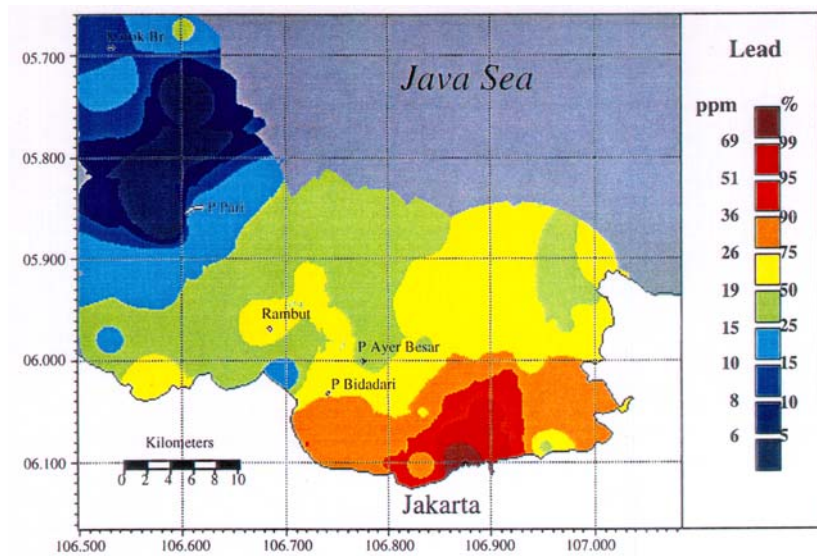 05.700
05.800
05.900
06.000
06.100
Java Sea
P Pari
Rambut
P Ayer Besar
P Bidadari
Kilometers
0 2 4 6 8 10
Jakarta
106.500 106.600 106.700 106.800 106.900 107.000
Lead
ppm %
69 99
51 95
36 90
26 75
19 50
15 25
10 15
8 10
6 5